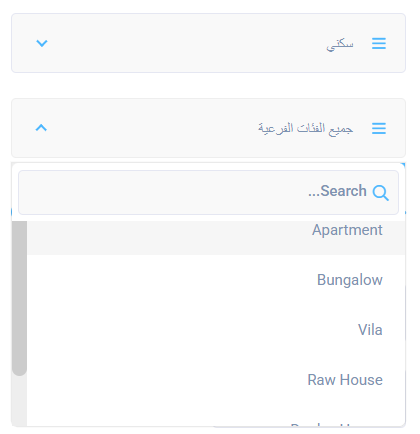 سكني
جميع الفئات الفرعية
Search...
Apartment
Bungalow
Vila
Raw House